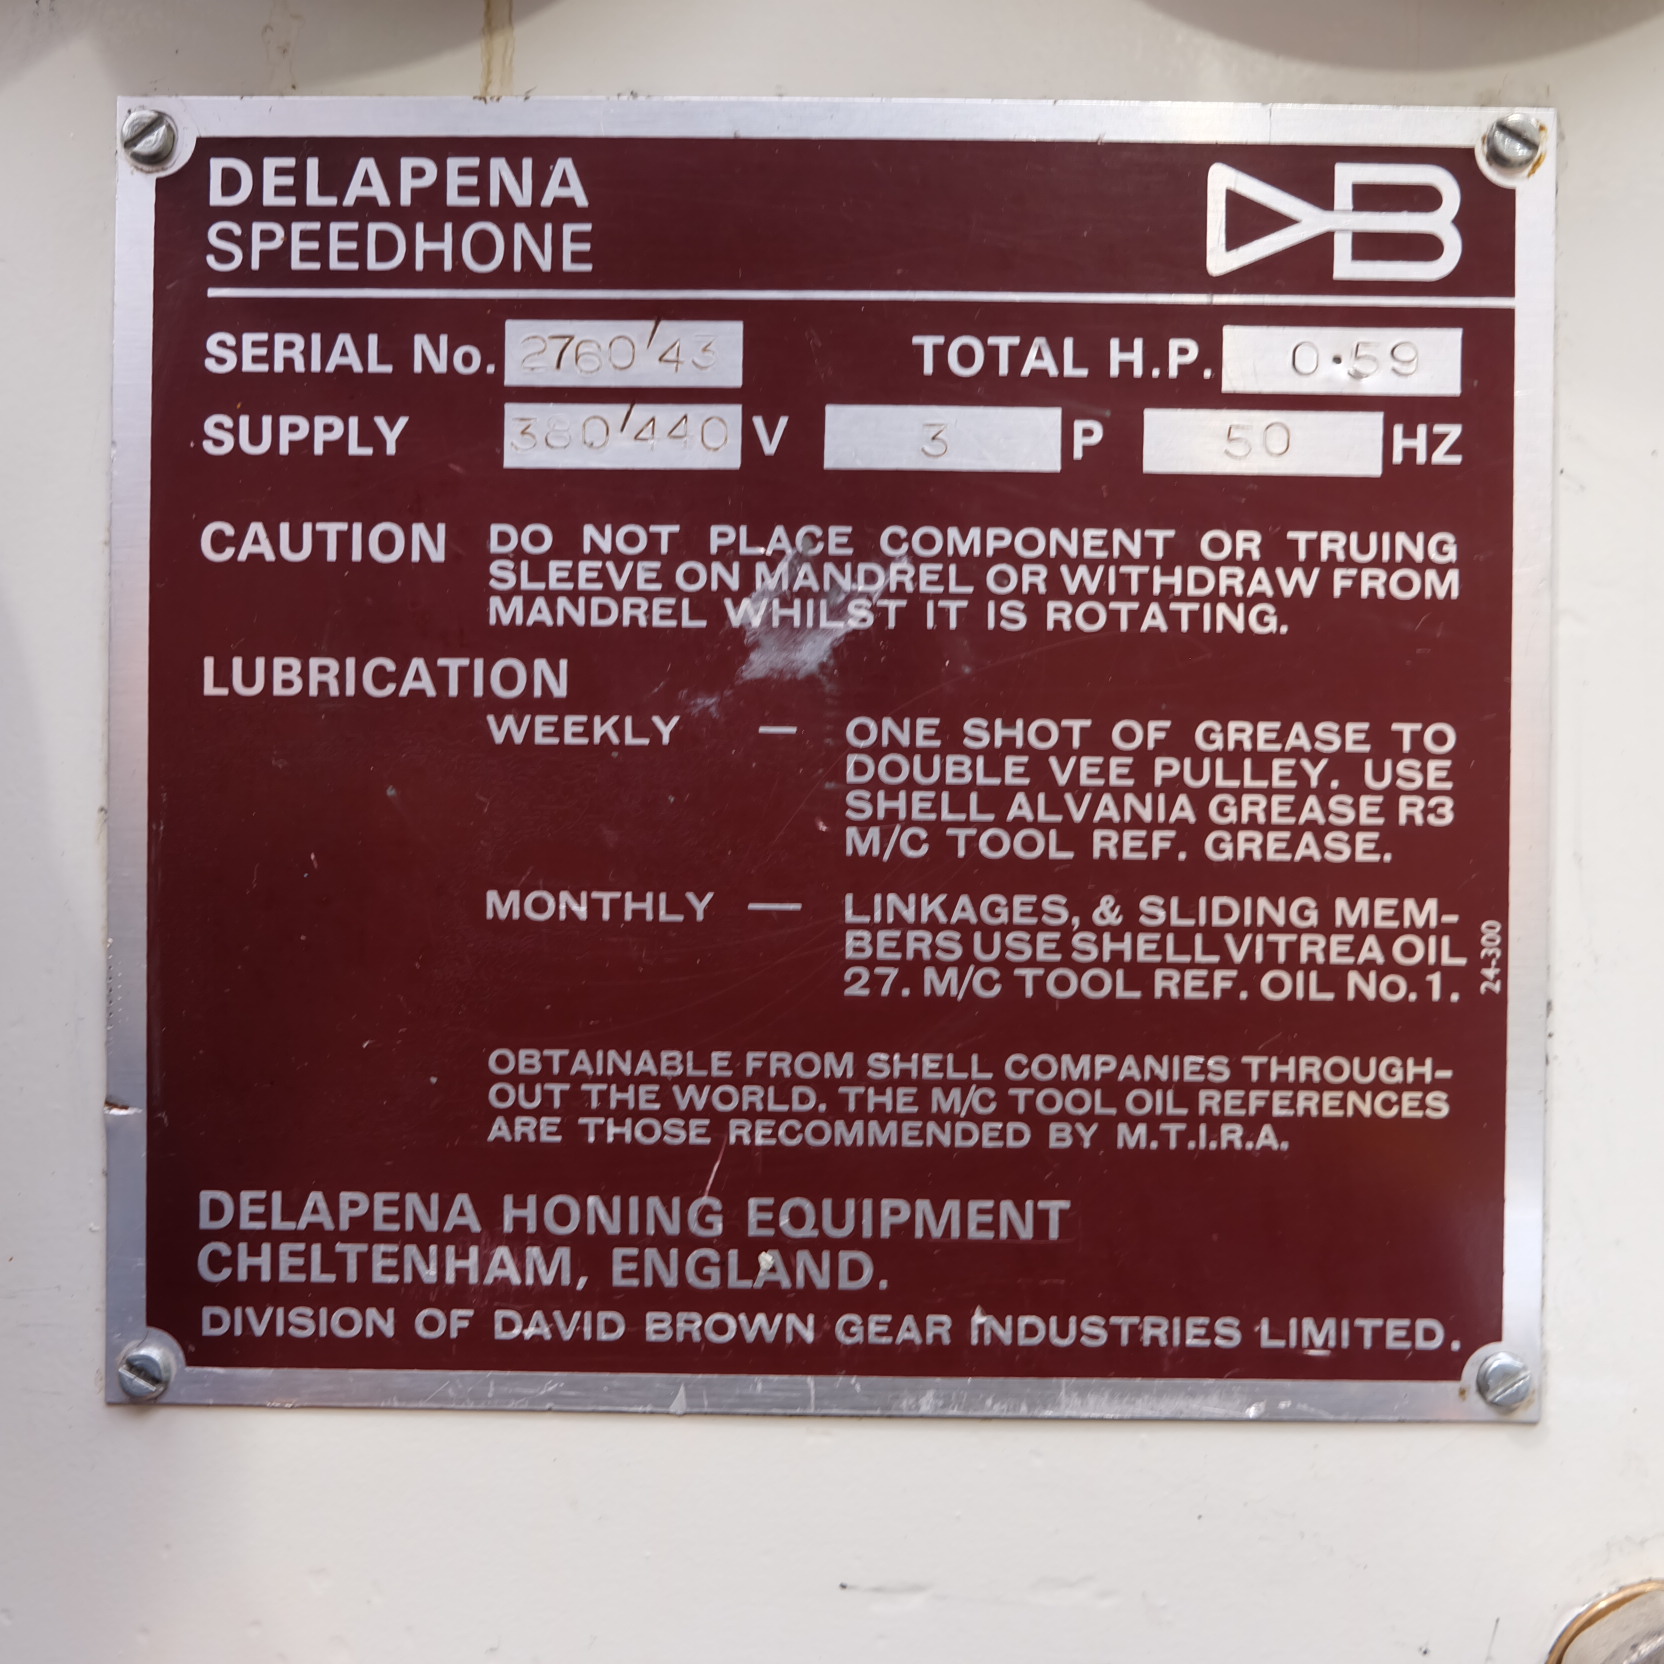 DELAPENA
SPEEDHONE
DB
SERIAL No. 2760/43 TOTAL H.P. 0.59
SUPPLY 380/440 V 3 P 50 HZ
CAUTION DO NOT PLACE COMPONENT OR TRUING
SLEEVE ON MANDREL OR WITHDRAW FROM
MANDREL WHILST IT IS ROTATING.
LUBRICATION
WEEKLY — ONE SHOT OF GREASE TO
DOUBLE VEE PULLEY. USE
SHELL ALVANIA GREASE R3
M/C TOOL REF. GREASE.
MONTHLY — LINKAGES, & SLIDING MEM-
BERS USE SHELL VITREA OIL
27. M/C TOOL REF. OIL No. 1.
24-300
OBTAINABLE FROM SHELL COMPANIES THROUGH-
OUT THE WORLD. THE M/C TOOL OIL REFERENCES
ARE THOSE RECOMMENDED BY M.T.I.R.A.
DELAPENA HONING EQUIPMENT
CHELTENHAM, ENGLAND.
DIVISION OF DAVID BROWN GEAR INDUSTRIES LIMITED.